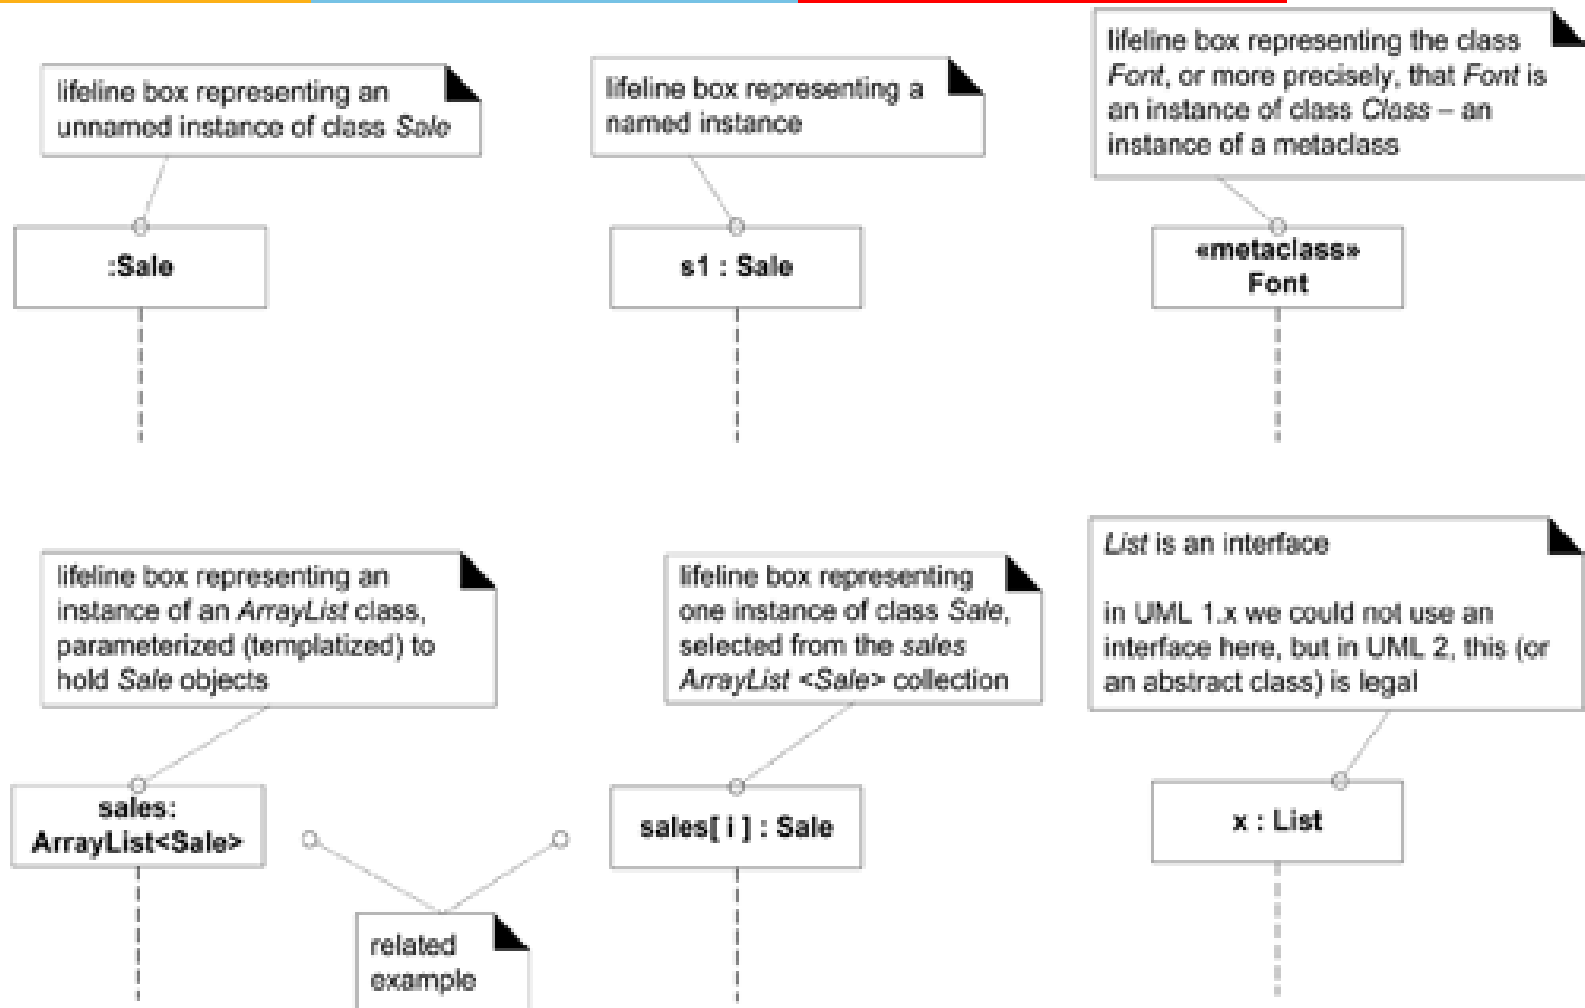 lifeline box representing an
unnamed instance of class Sale
lifeline box representing a
named instance
lifeline box representing the class
Font, or more precisely, that Font is
an instance of class Class – an
instance of a metaclass
:Sale
s1 : Sale
«metaclass»
Font
lifeline box representing an
instance of an ArrayList class,
parameterized (templatized) to
hold Sale objects
lifeline box representing
one instance of class Sale,
selected from the sales
ArrayList <Sale> collection
List is an interface
in UML 1.x we could not use an
interface here, but in UML 2, this (or
an abstract class) is legal
sales:
ArrayList<Sale>
sales[ i ] : Sale
x : List
related
example